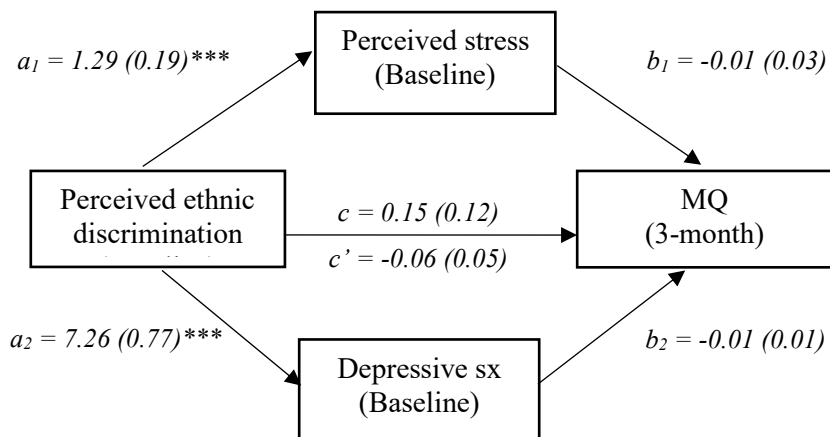 Perceived stress
(Baseline)
a1 = 1.29 (0.19)***
b1 = -0.01 (0.03)
Perceived ethnic
discrimination
c = 0.15 (0.12)
c' = -0.06 (0.05)
MQ
(3-month)
a2 = 7.26 (0.77)***
b2 = -0.01 (0.01)
Depressive sx
(Baseline)